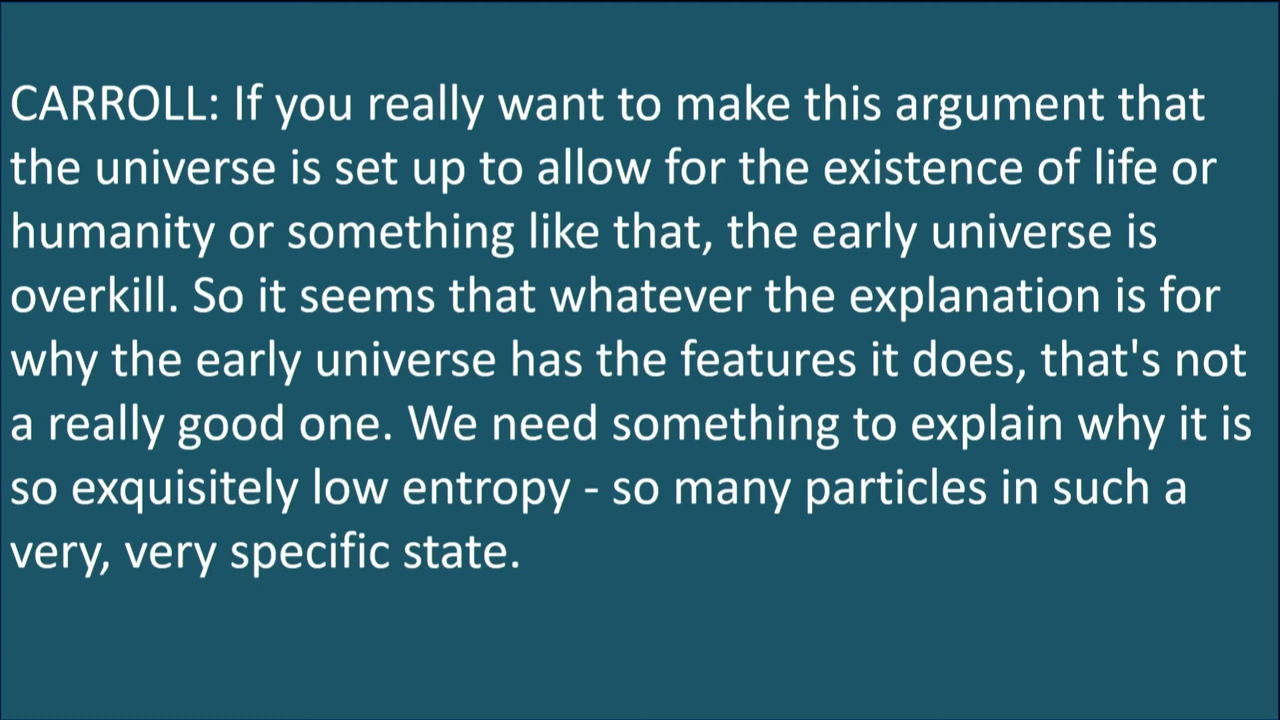 CARROLL: If you really want to make this argument that
the universe is set up to allow for the existence of life or
humanity or something like that, the early universe is
overkill. So it seems that whatever the explanation is for
why the early universe has the features it does, that's not
a really good one. We need something to explain why it is
so exquisitely low entropy - so many particles in such a
very, very specific state.